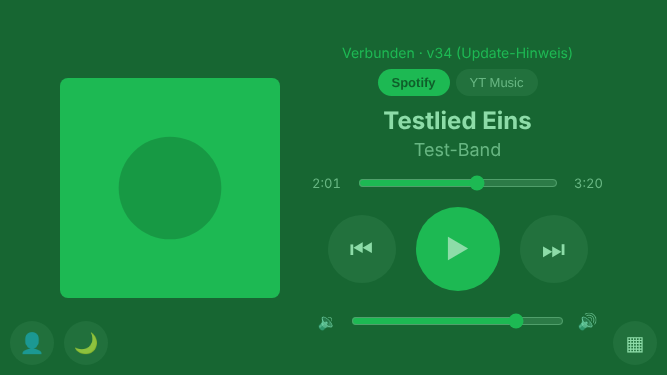 Verbunden · v34 (Update-Hinweis)
Spotify YT Music
Testlied Eins
Test-Band
2:01 3:20